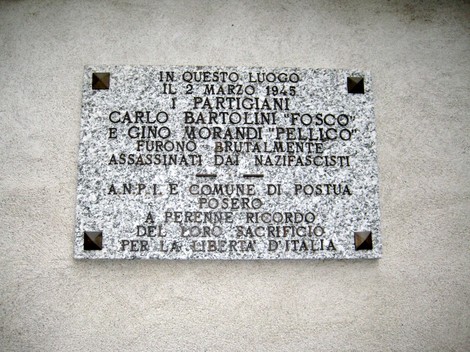 IN QUESTO LUOGO
IL 2 MARZO 1945
I PARTIGIANI
CARLO BARTOLINI "FOSCO"
E GINO MORANDI "PELLICO"
FURONO BRUTALMENTE
ASSASSINATI DAI NAZIFASCISTI
A.N.P.I. E COMUNE DI POSTUA
POSERO
A PERENNE RICORDO
DEL LORO SACRIFICIO
PER LA LIBERTA' D'ITALIA